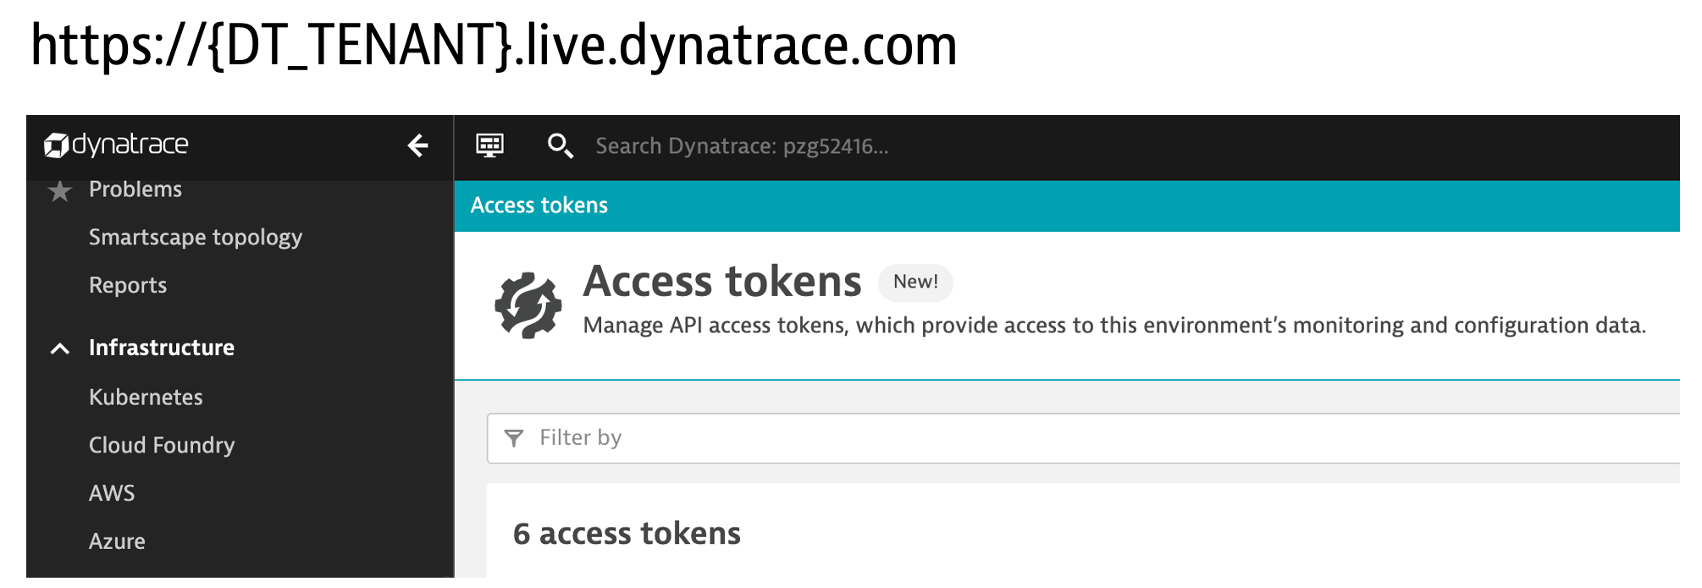 https://{DT_TENANT}.live.dynatrace.com
dynatrace
Search Dynatrace: pzg52416...
Problems
Smartscape topology
Reports
Infrastructure
Kubernetes
Cloud Foundry
AWS
Azure
Access tokens
Access tokens New!
Manage API access tokens, which provide access to this environment’s monitoring and configuration data.
Filter by
6 access tokens